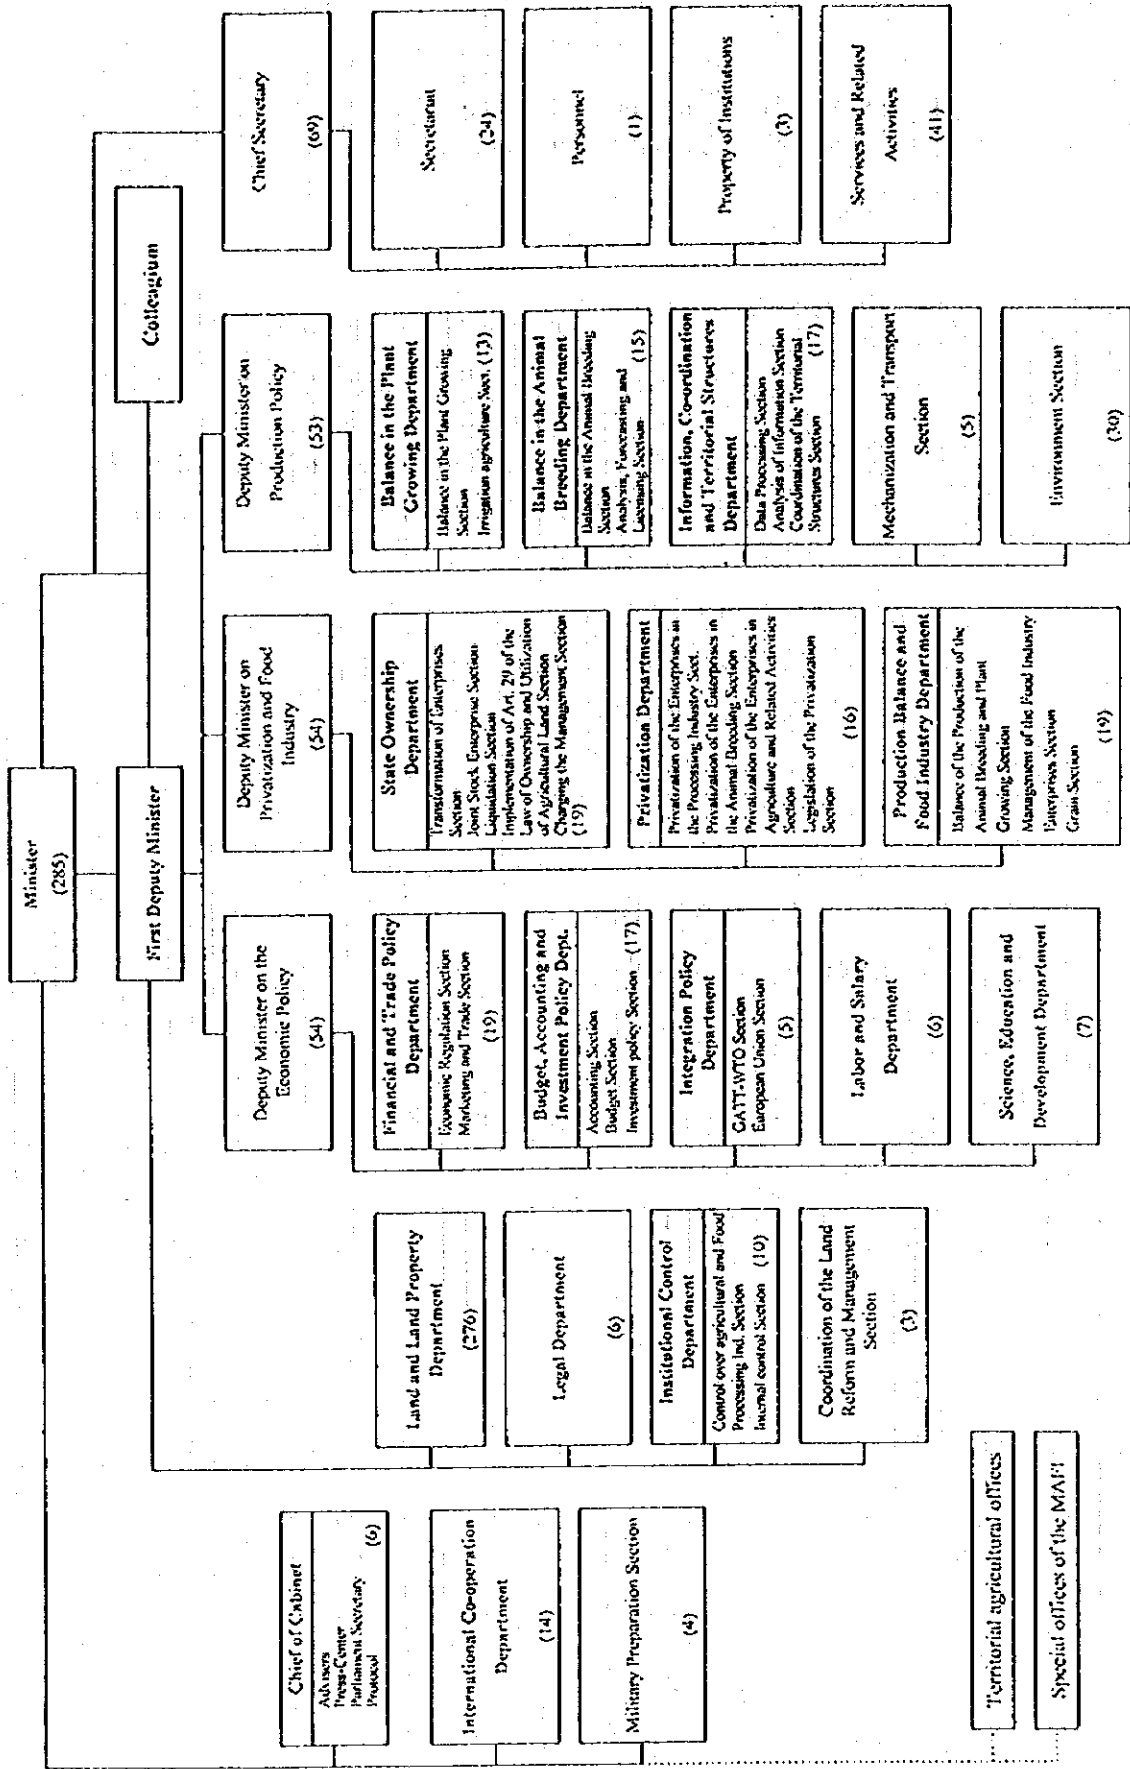 Minister
(285)
First Deputy Minister
Colleagium
Chief of Cabinet
Advisers
Press-Center
Parliament Secretary
Protocol
(6)
International Co-operation
Department
(14)
Military Preparation Section
(4)
Territorial agricultural offices
Special offices of the MAFI
Land and Land Property
Department
(276)
Legal Department
(6)
Institutional Control
Department
Control over agricultural and Food
Processing Ind. Section
Internal control Section (10)
Coordination of the Land
Reform and Management
Section
(3)
Deputy Minister on the
Economic Policy
(54)
Financial and Trade Policy
Department
Economic Regulation Section
Marketing and Trade Section
(19)
Budget, Accounting and
Investment Policy Dept.
Accounting Section
Budget Section
Investment policy Section (17)
Integration Policy
Department
GATT-WTO Section
European Union Section
(5)
Labor and Salary
Department
(6)
Science, Education and
Development Department
(7)
Deputy Minister on
Privatization and Food
Industry
(54)
State Ownership
Department
Transformation of Enterprises
Section
Joint Stock Enterprise Section
Liquidation Section
Implementation of Art. 29 of the
Law of Ownership and Utilization
of Agricultural Land Section
Changing the Management Section
(19)
Privatization Department
Privatization of the Enterprises in
the Processing Industry Sect.
Privatization of the Enterprises in
the Animal-Breeding Section
Privatization of the Enterprises in
Agriculture and Related Activities
Section
Legislation of the Privatization
Section
(16)
Production Balance and
Food Industry Department
Balance of the Production of the
Animal Breeding and Plant
Growing Section
Management of the Food Industry
Enterprises Section
Grain Section
(19)
Deputy Minister on
Production Policy
(53)
Balance in the Plant
Growing Department
Balance in the Plant Growing
Section
Irrigation agriculture Sect. (13)
Balance in the Animal
Breeding Department
Balance in the Animal Breeding
Section
Analysis, Forecasting and
Licensing Section
(15)
Information, Co-ordination
and Territorial Structures
Department
Data Processing Section
Analyses of Information Section
Coordination of the Territorial
Structures Section
(17)
Mechanization and Transport
Section
(5)
Environment Section
(30)
Chief Secretary
(69)
Secretariat
(24)
Personnel
(1)
Property of Institutions
(3)
Services and Related
Activities
(41)